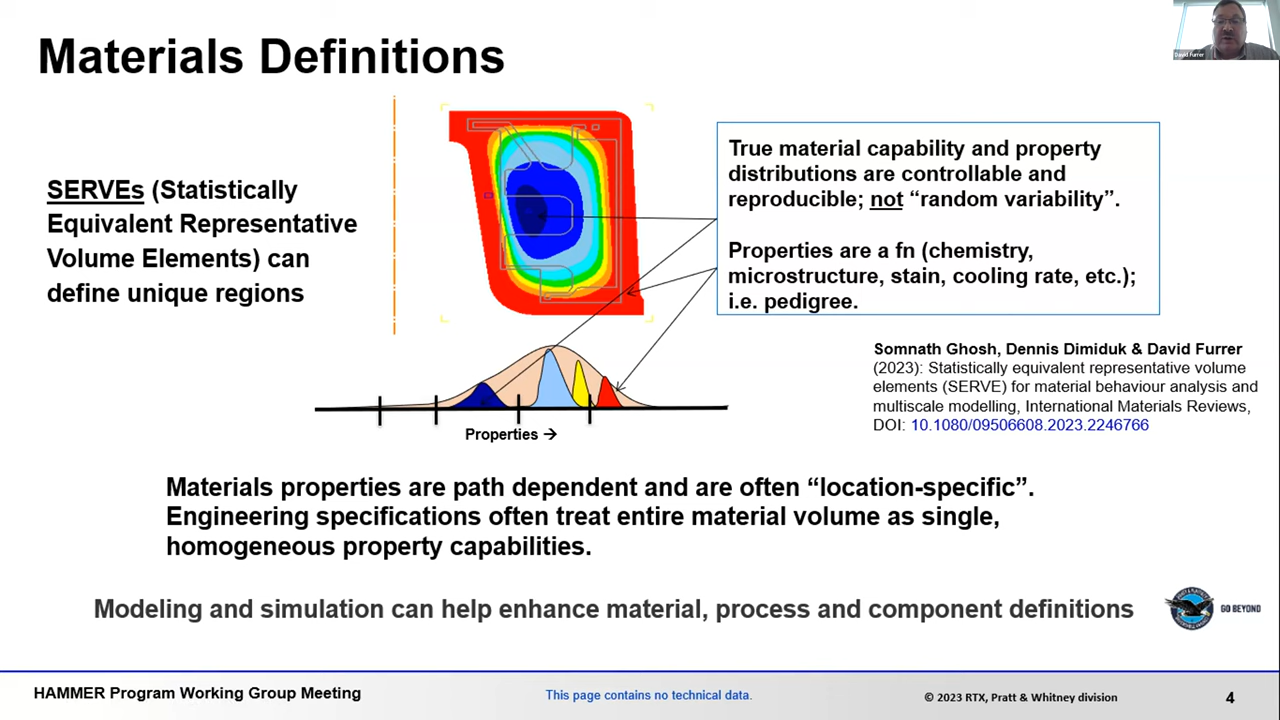 Materials Definitions
David Furrer
SERVEs (Statistically
Equivalent Representative
Volume Elements) can
define unique regions
True material capability and property
distributions are controllable and
reproducible; not “random variability”.
Properties are a fn (chemistry,
microstructure, stain, cooling rate, etc.);
i.e. pedigree.
Somnath Ghosh, Dennis Dimiduk & David Furrer
(2023): Statistically equivalent representative volume
elements (SERVE) for material behaviour analysis and
multiscale modelling, International Materials Reviews,
DOI: 10.1080/09506608.2023.2246766
Properties →
Materials properties are path dependent and are often “location-specific”.
Engineering specifications often treat entire material volume as single,
homogeneous property capabilities.
Modeling and simulation can help enhance material, process and component definitions
GO BEYOND
HAMMER Program Working Group Meeting
This page contains no technical data.
© 2023 RTX, Pratt & Whitney division
4